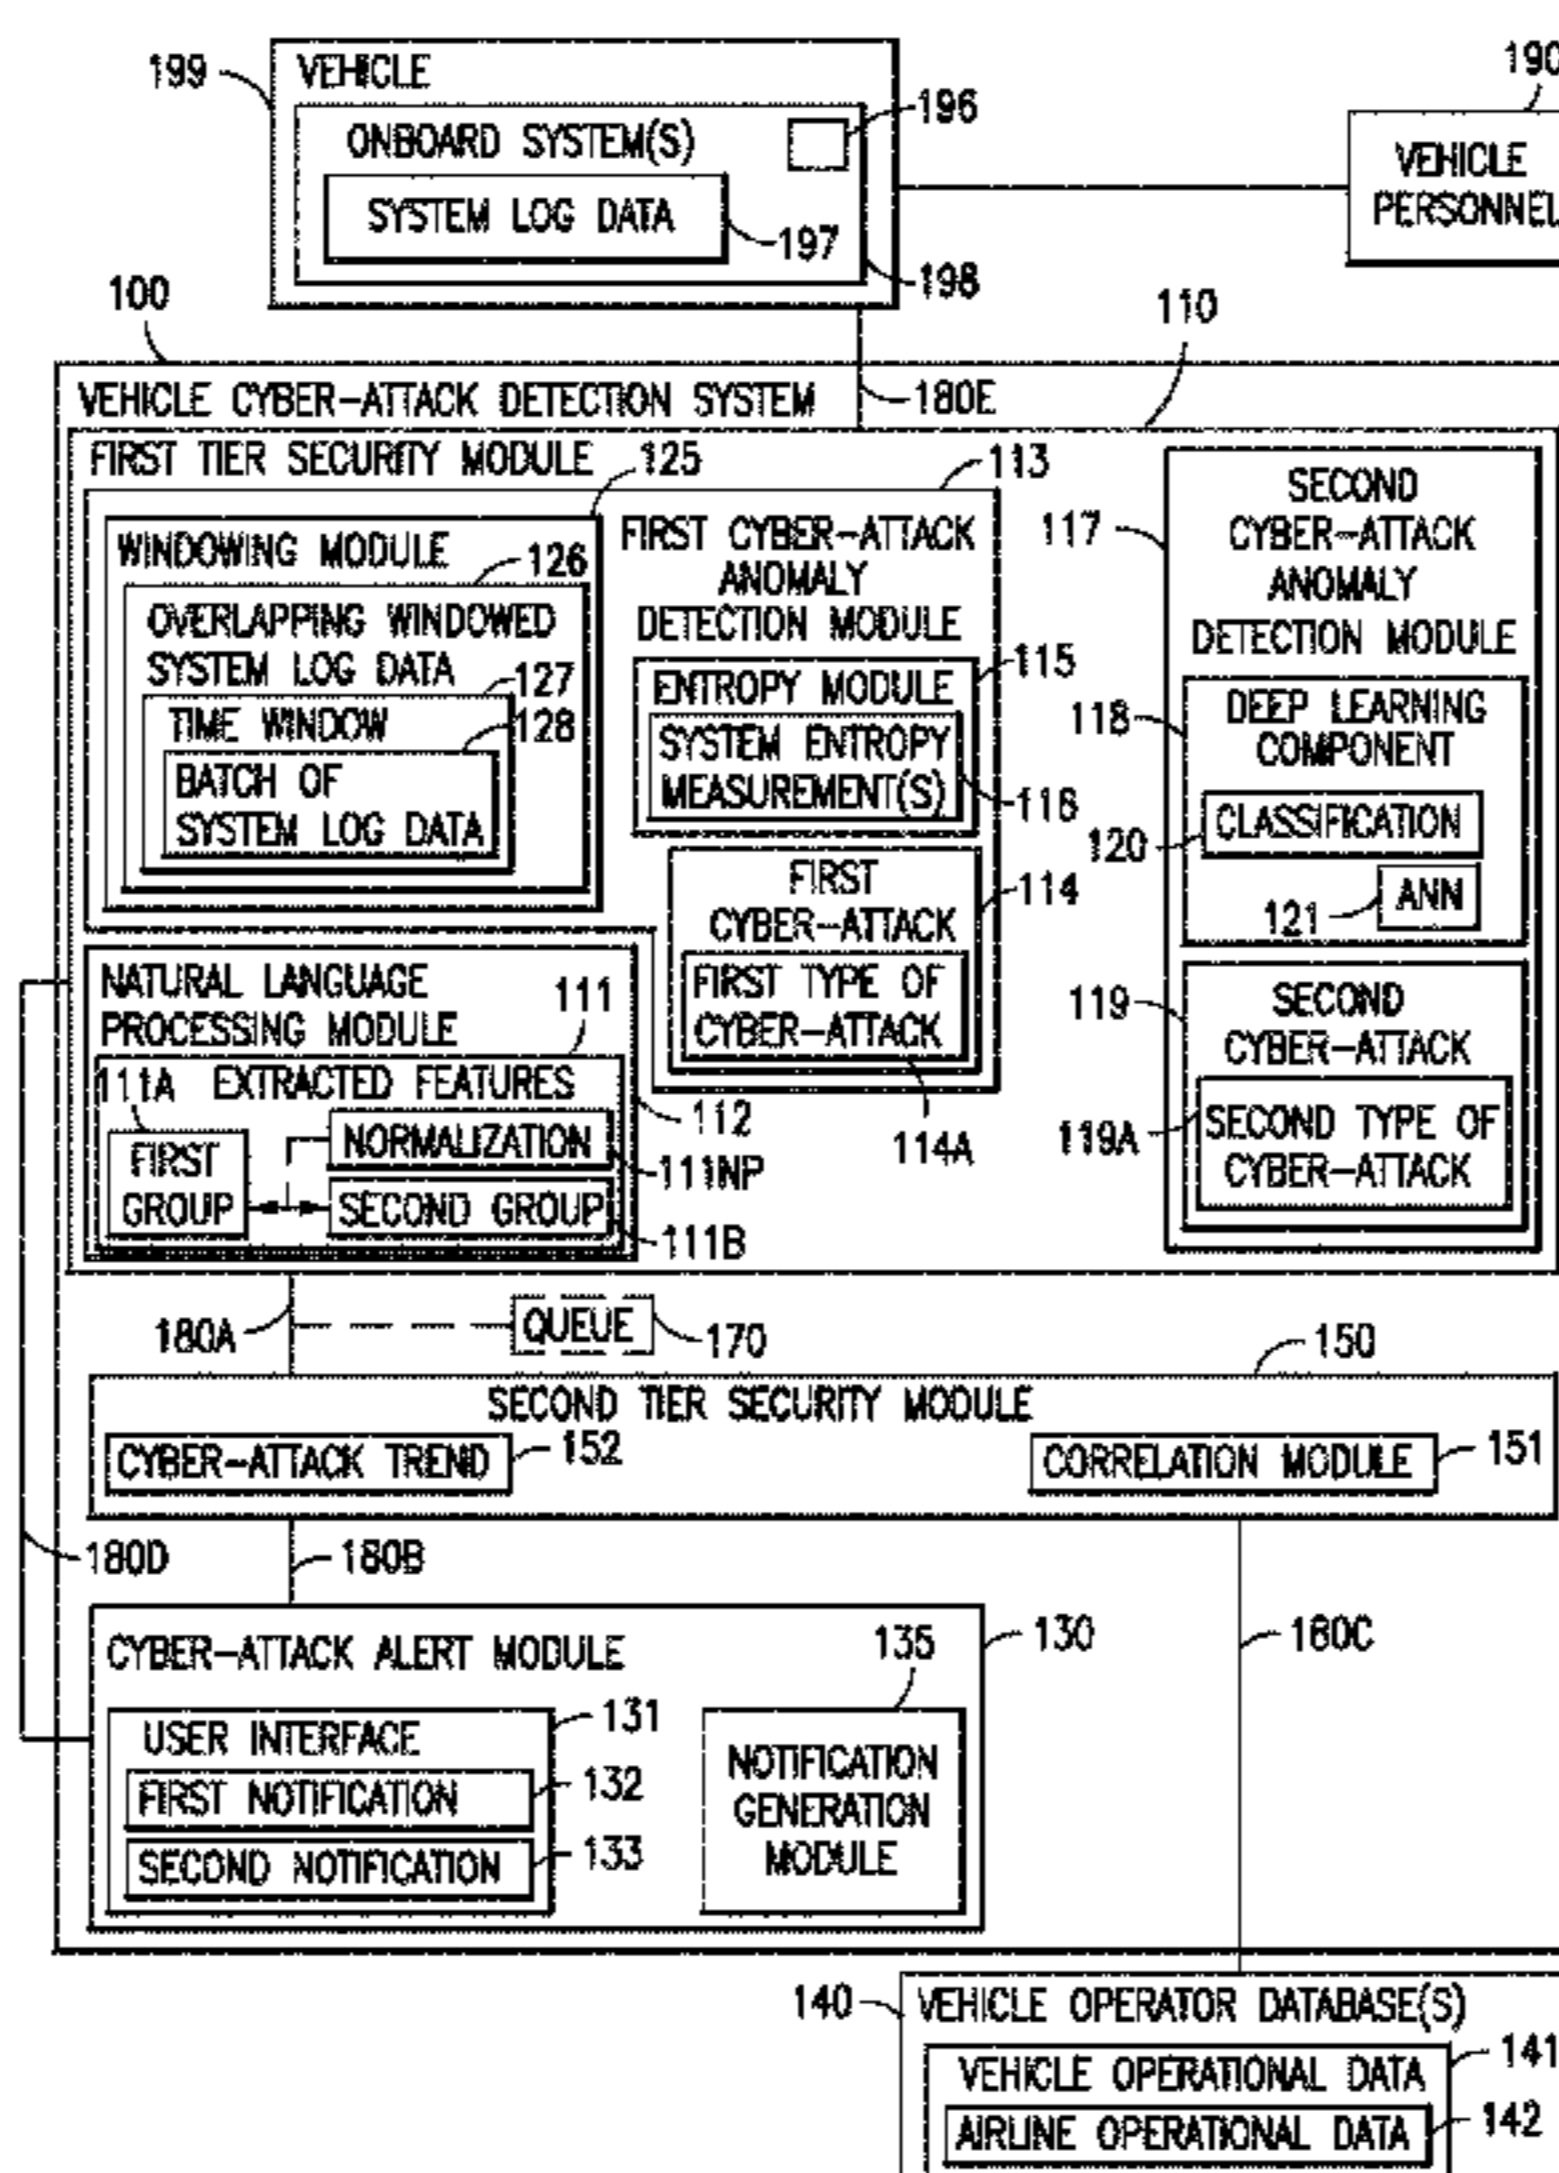 199
VEHICLE
ONBOARD SYSTEM(S)
196
SYSTEM LOG DATA
197
198
190
VEHICLE
PERSONNEL
100
110
VEHICLE CYBER-ATTACK DETECTION SYSTEM
180E
FIRST TIER SECURITY MODULE
125
113
WINDOWING MODULE
126
OVERLAPPING WINDOWED
SYSTEM LOG DATA
127
TIME WINDOW
128
BATCH OF
SYSTEM LOG DATA
FIRST CYBER-ATTACK
ANOMALY
DETECTION MODULE
115
ENTROPY MODULE
SYSTEM ENTROPY
MEASUREMENT(S)
116
FIRST
CYBER-ATTACK
114
FIRST TYPE OF
CYBER-ATTACK
114A
117
SECOND
CYBER-ATTACK
ANOMALY
DETECTION MODULE
118
DEEP LEARNING
COMPONENT
CLASSIFICATION
120
ANN
121
119
SECOND
CYBER-ATTACK
119A
SECOND TYPE OF
CYBER-ATTACK
NATURAL LANGUAGE
PROCESSING MODULE
111
111A
EXTRACTED FEATURES
112
FIRST
GROUP
NORMALIZATION
111NP
SECOND GROUP
111B
180A
QUEUE
170
150
SECOND TIER SECURITY MODULE
CYBER-ATTACK TREND
152
CORRELATION MODULE
151
180D
180B
180C
CYBER-ATTACK ALERT MODULE
135
130
USER INTERFACE
131
FIRST NOTIFICATION
132
SECOND NOTIFICATION
133
NOTIFICATION
GENERATION
MODULE
140
VEHICLE OPERATOR DATABASE(S)
VEHICLE OPERATIONAL DATA
141
AIRLINE OPERATIONAL DATA
142